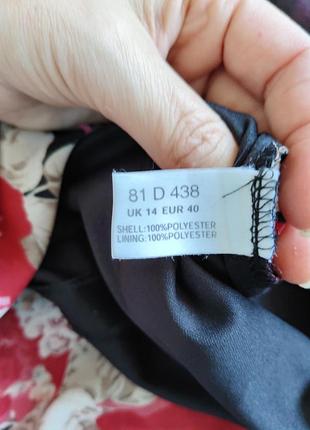 81 D 438
UK 14 EUR 40
SHELL:100%POLYESTER
LINING:100%POLYESTER